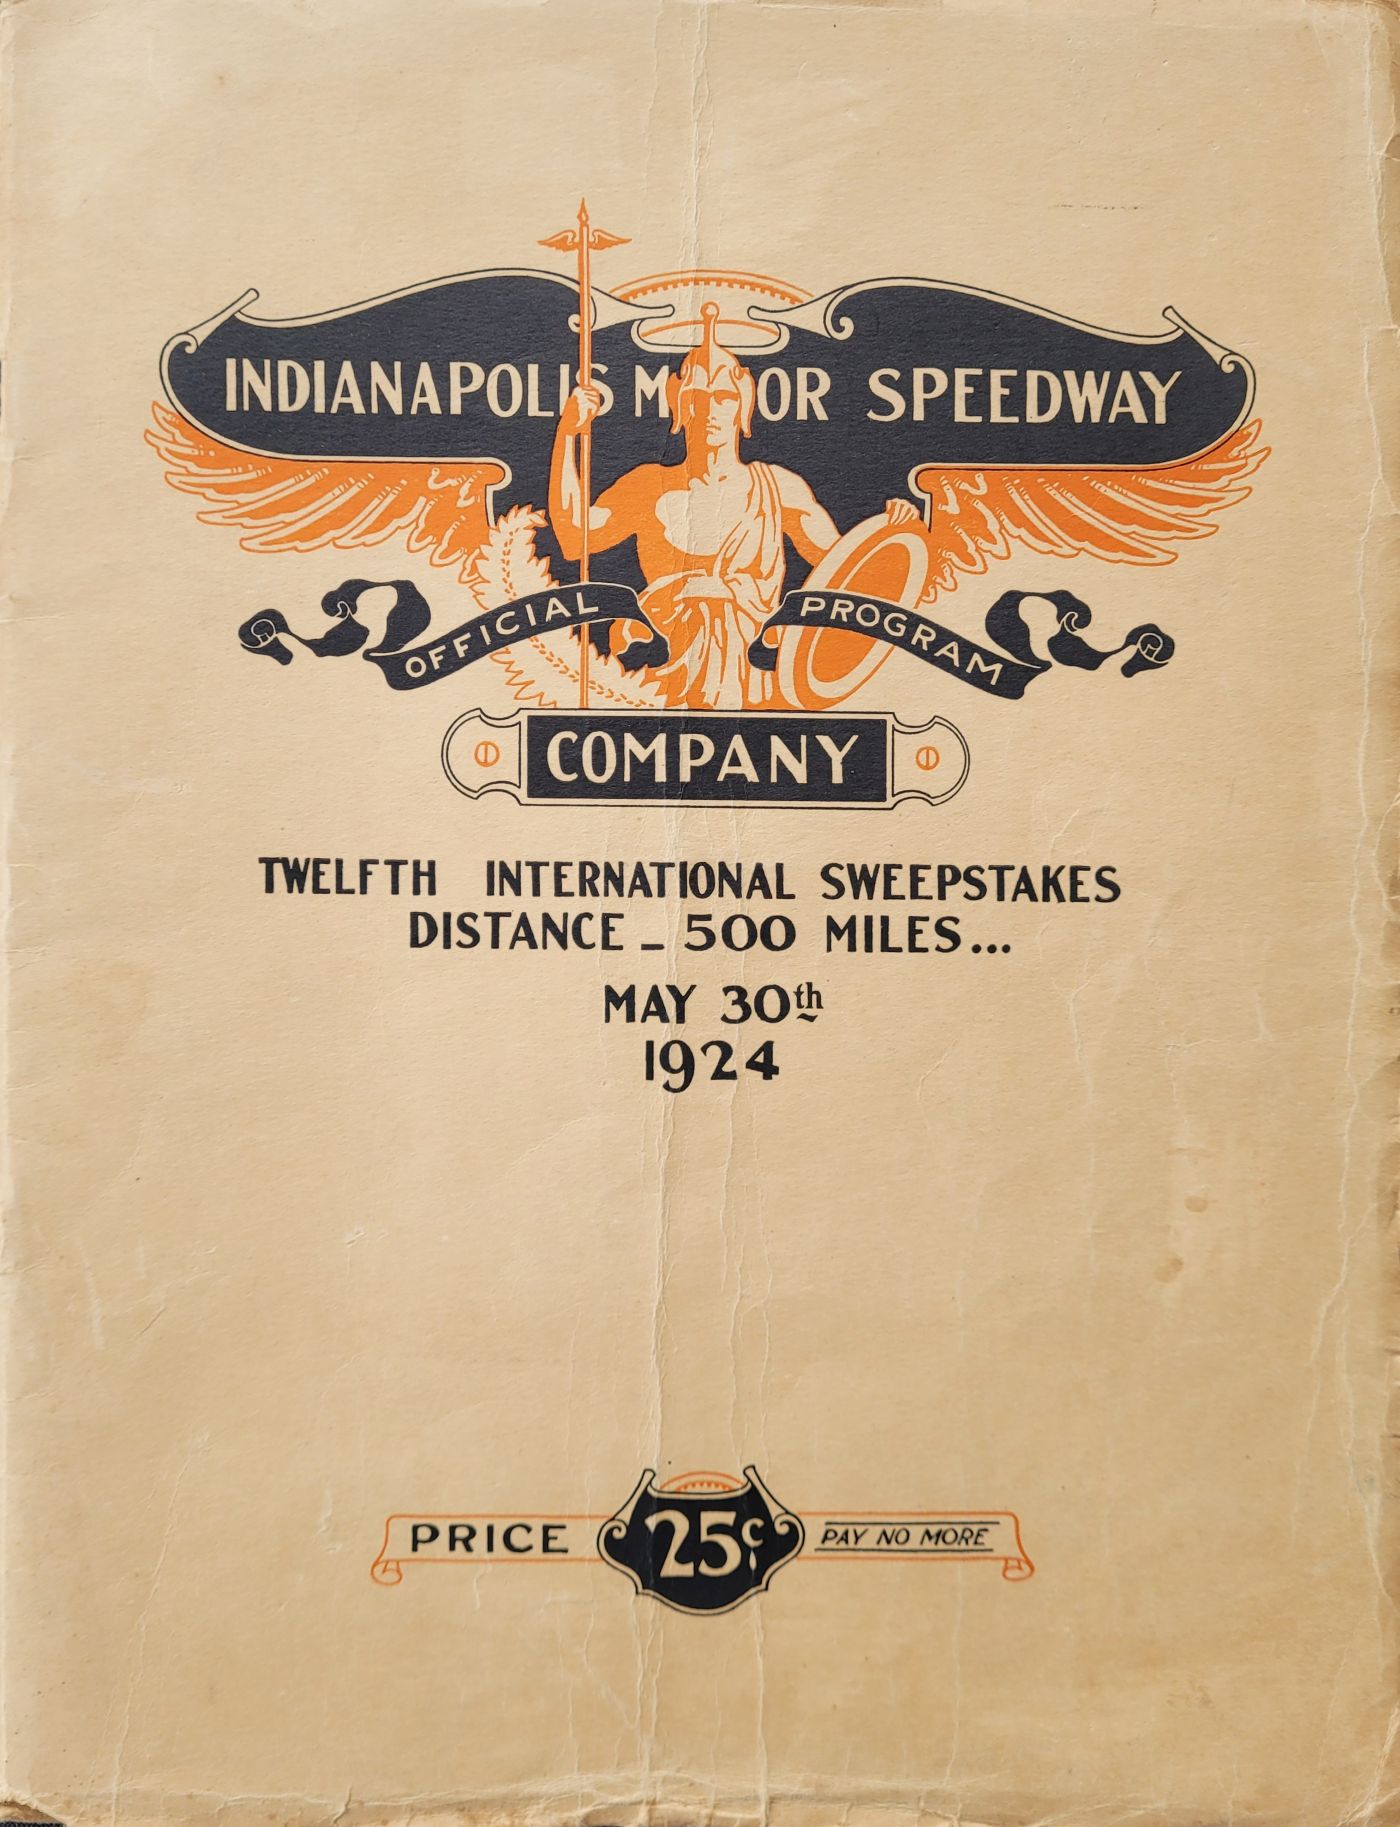 INDIANAPOLIS MOTOR SPEEDWAY
OFFICIAL PROGRAM
COMPANY
TWELFTH INTERNATIONAL SWEEPSTAKES
DISTANCE – 500 MILES...
MAY 30th
1924
PRICE 25¢ PAY NO MORE